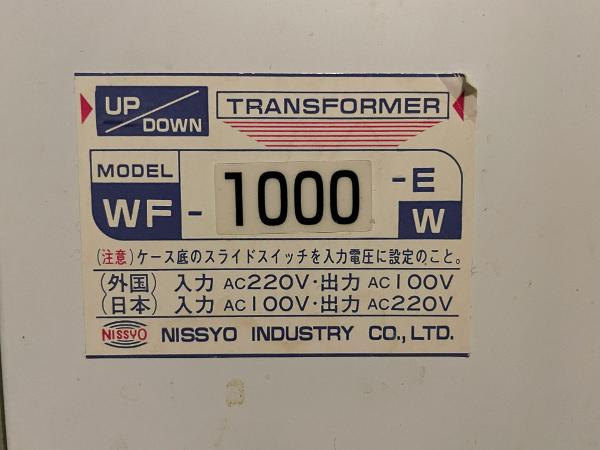 UP/DOWN TRANSFORMER
MODEL
WF-1000-E
W
(注意)ケース底のスライドスイッチを入力電圧に設定のこと。
(外国) 入力 AC220V・出力 AC100V
(日本) 入力 AC100V・出力 AC220V
NISSYO NISSYO INDUSTRY CO.,LTD.